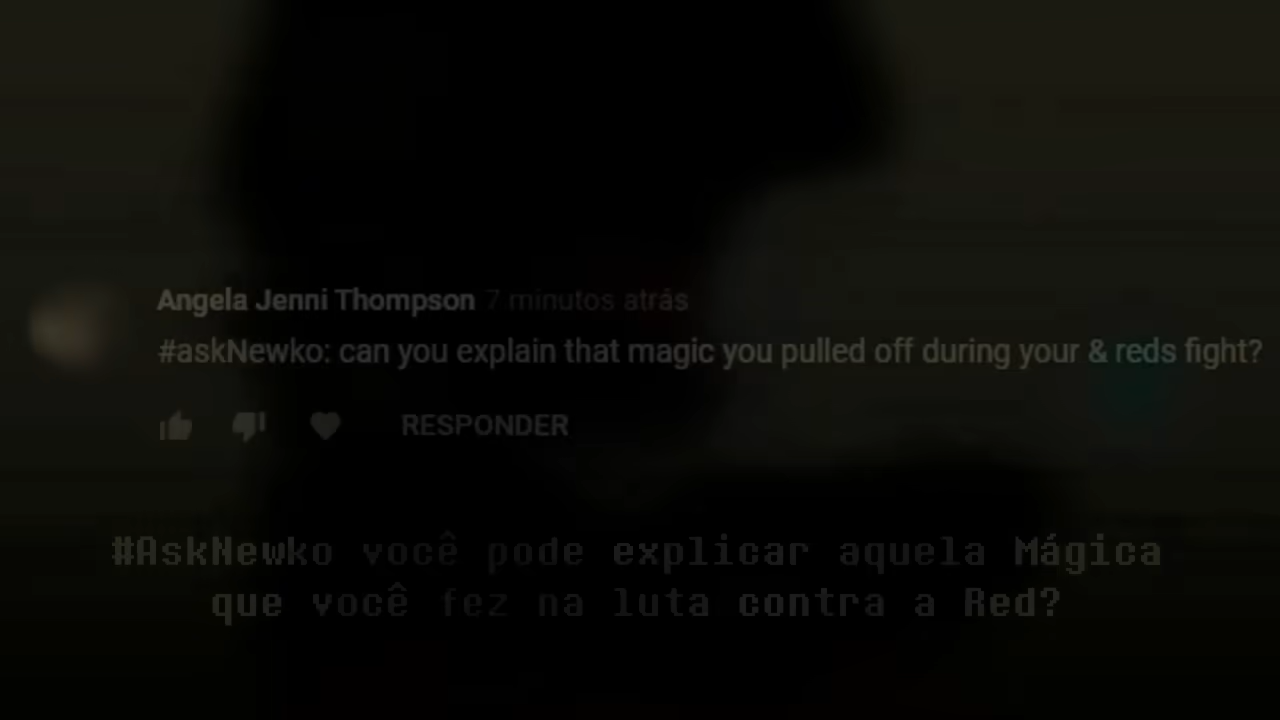 Angela Jenni Thompson 7 minutos atrás
#askNewko: can you explain that magic you pulled off during your & reds fight?
RESPONDER
#AskNewko você pode explicar aquela Mágica
que você fez na luta contra a Red?